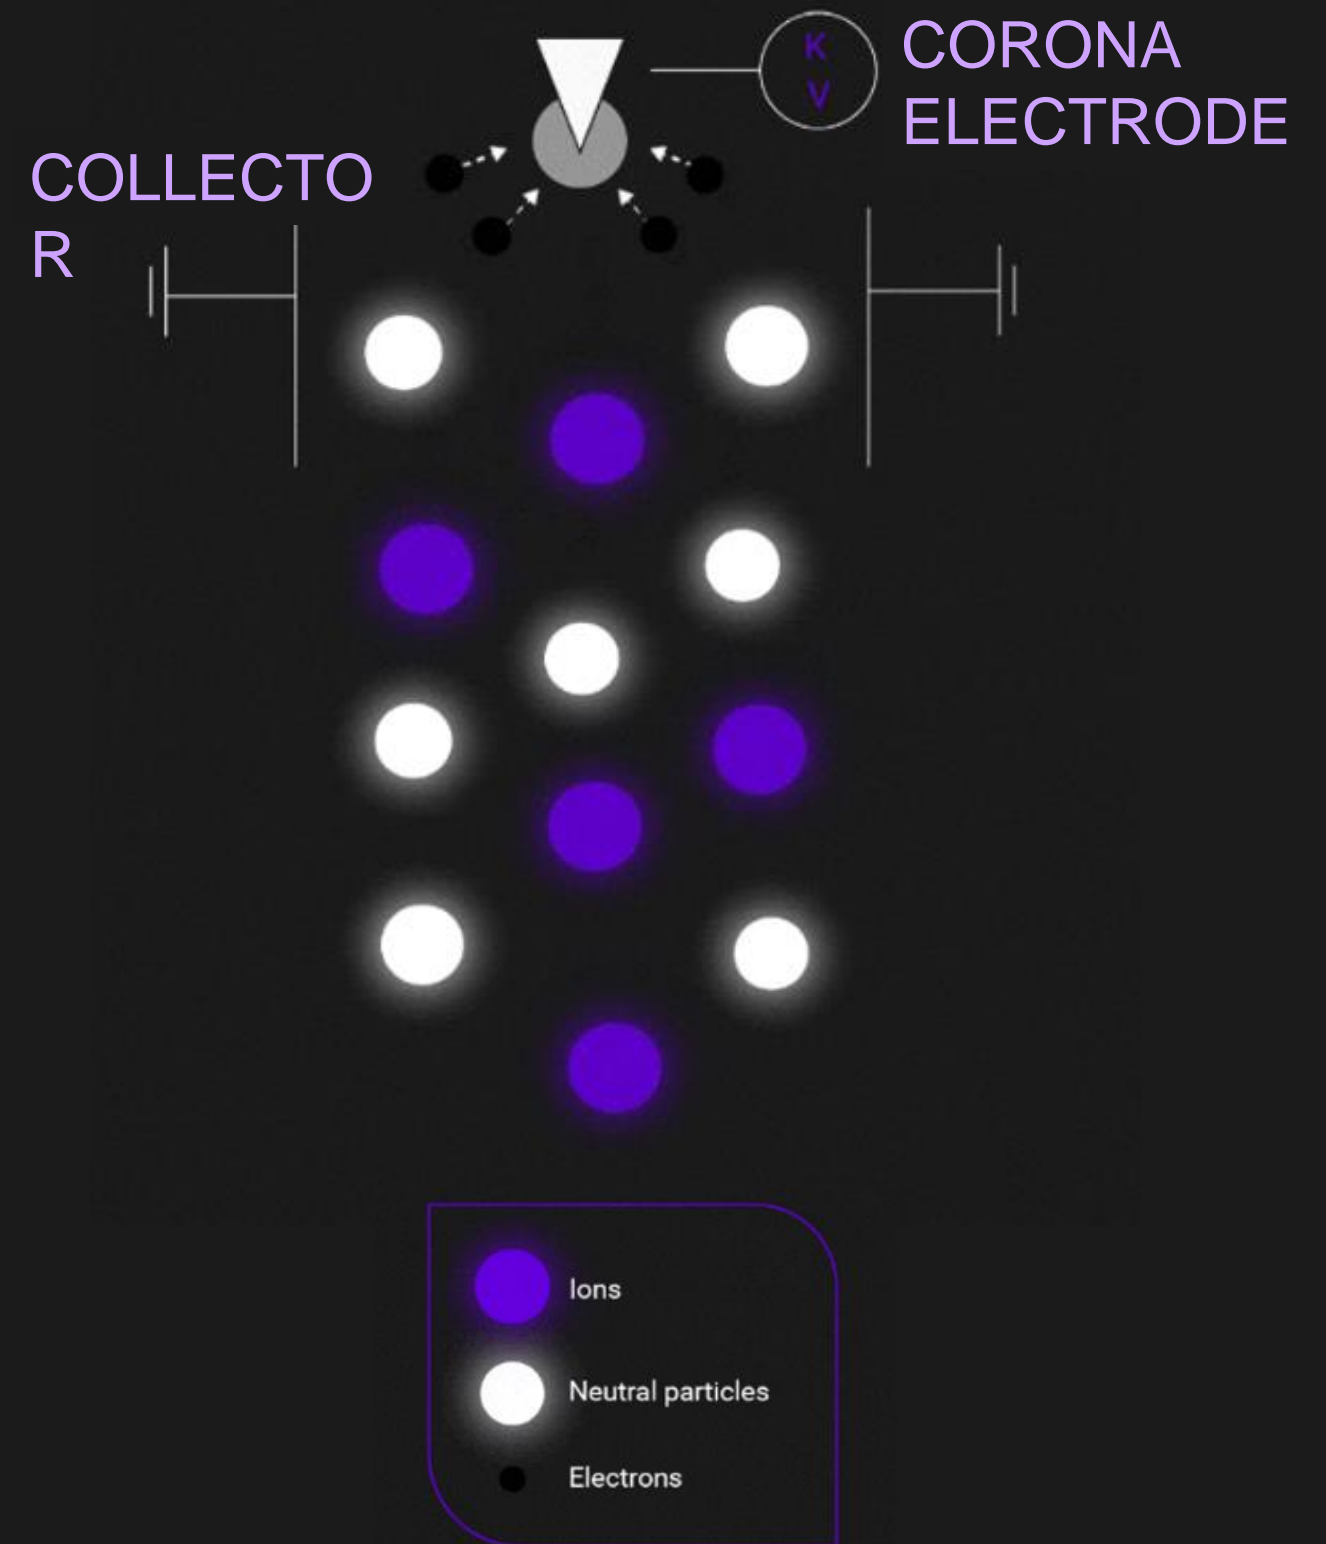 CORONA
ELECTRODE
K
V
COLLECTO
R
Ions
Neutral particles
Electrons